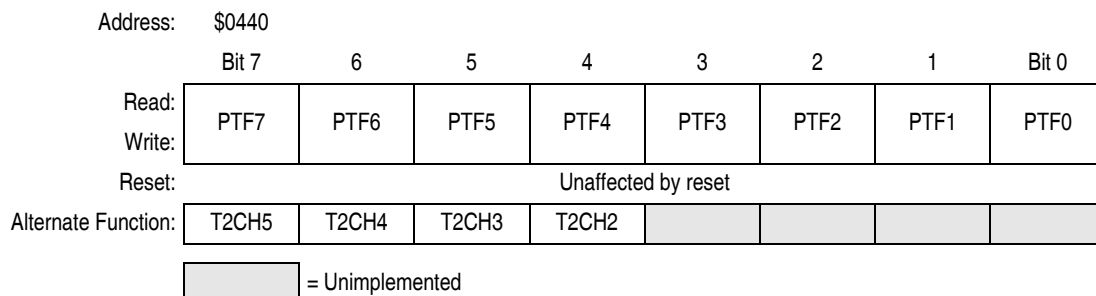 Address: $0440
Bit 7 6 5 4 3 2 1 Bit 0
Read:
PTF7 PTF6 PTF5 PTF4 PTF3 PTF2 PTF1 PTF0
Write:
Reset: Unaffected by reset
Alternate Function: T2CH5 T2CH4 T2CH3 T2CH2
= Unimplemented